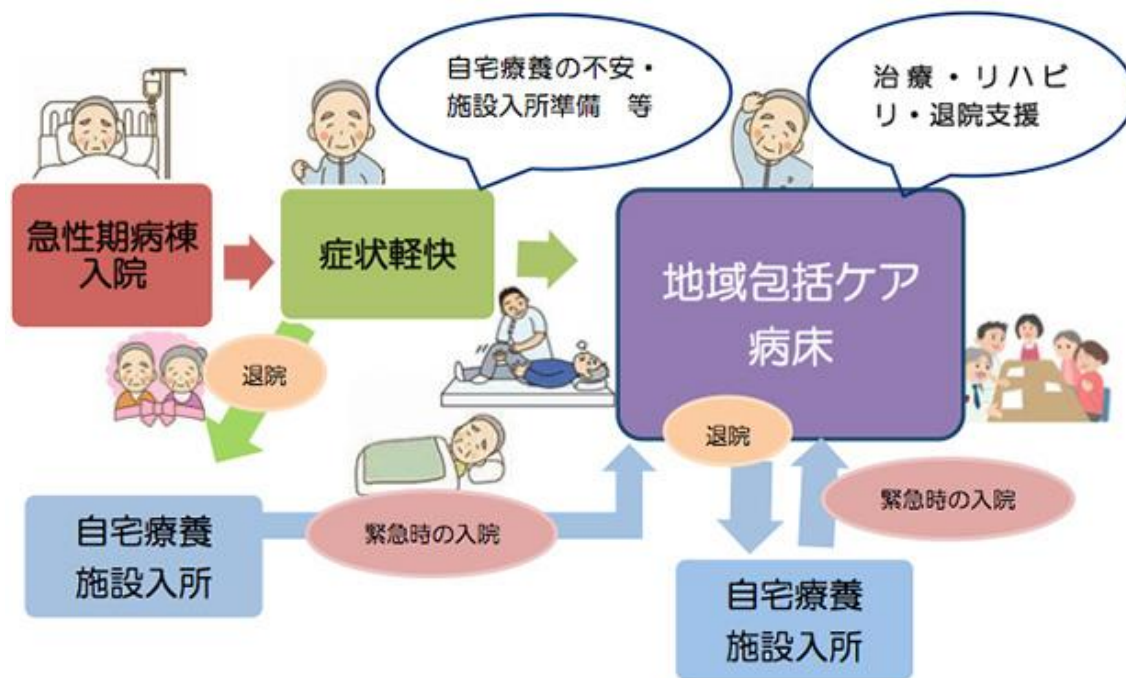 自宅療養の不安・
施設入所準備　等
治療・リハビ
リ・退院支援
急性期病棟
入院
症状軽快
地域包括ケア
病床
退院
退院
緊急時の入院
緊急時の入院
自宅療養
施設入所
自宅療養
施設入所